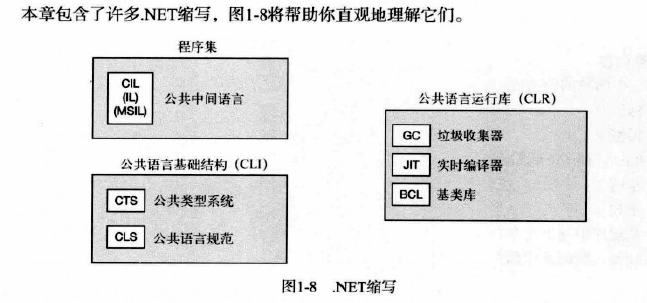 本章包含了许多.NET缩写，图1-8将帮助你直观地理解它们。
程序集
CIL
(IL)
(MSIL)
公共中间语言
公共语言基础结构（CLI）
CTS 公共类型系统
CLS 公共语言规范
公共语言运行库（CLR）
GC 垃圾收集器
JIT 实时编译器
BCL 基类库
图1-8 .NET缩写